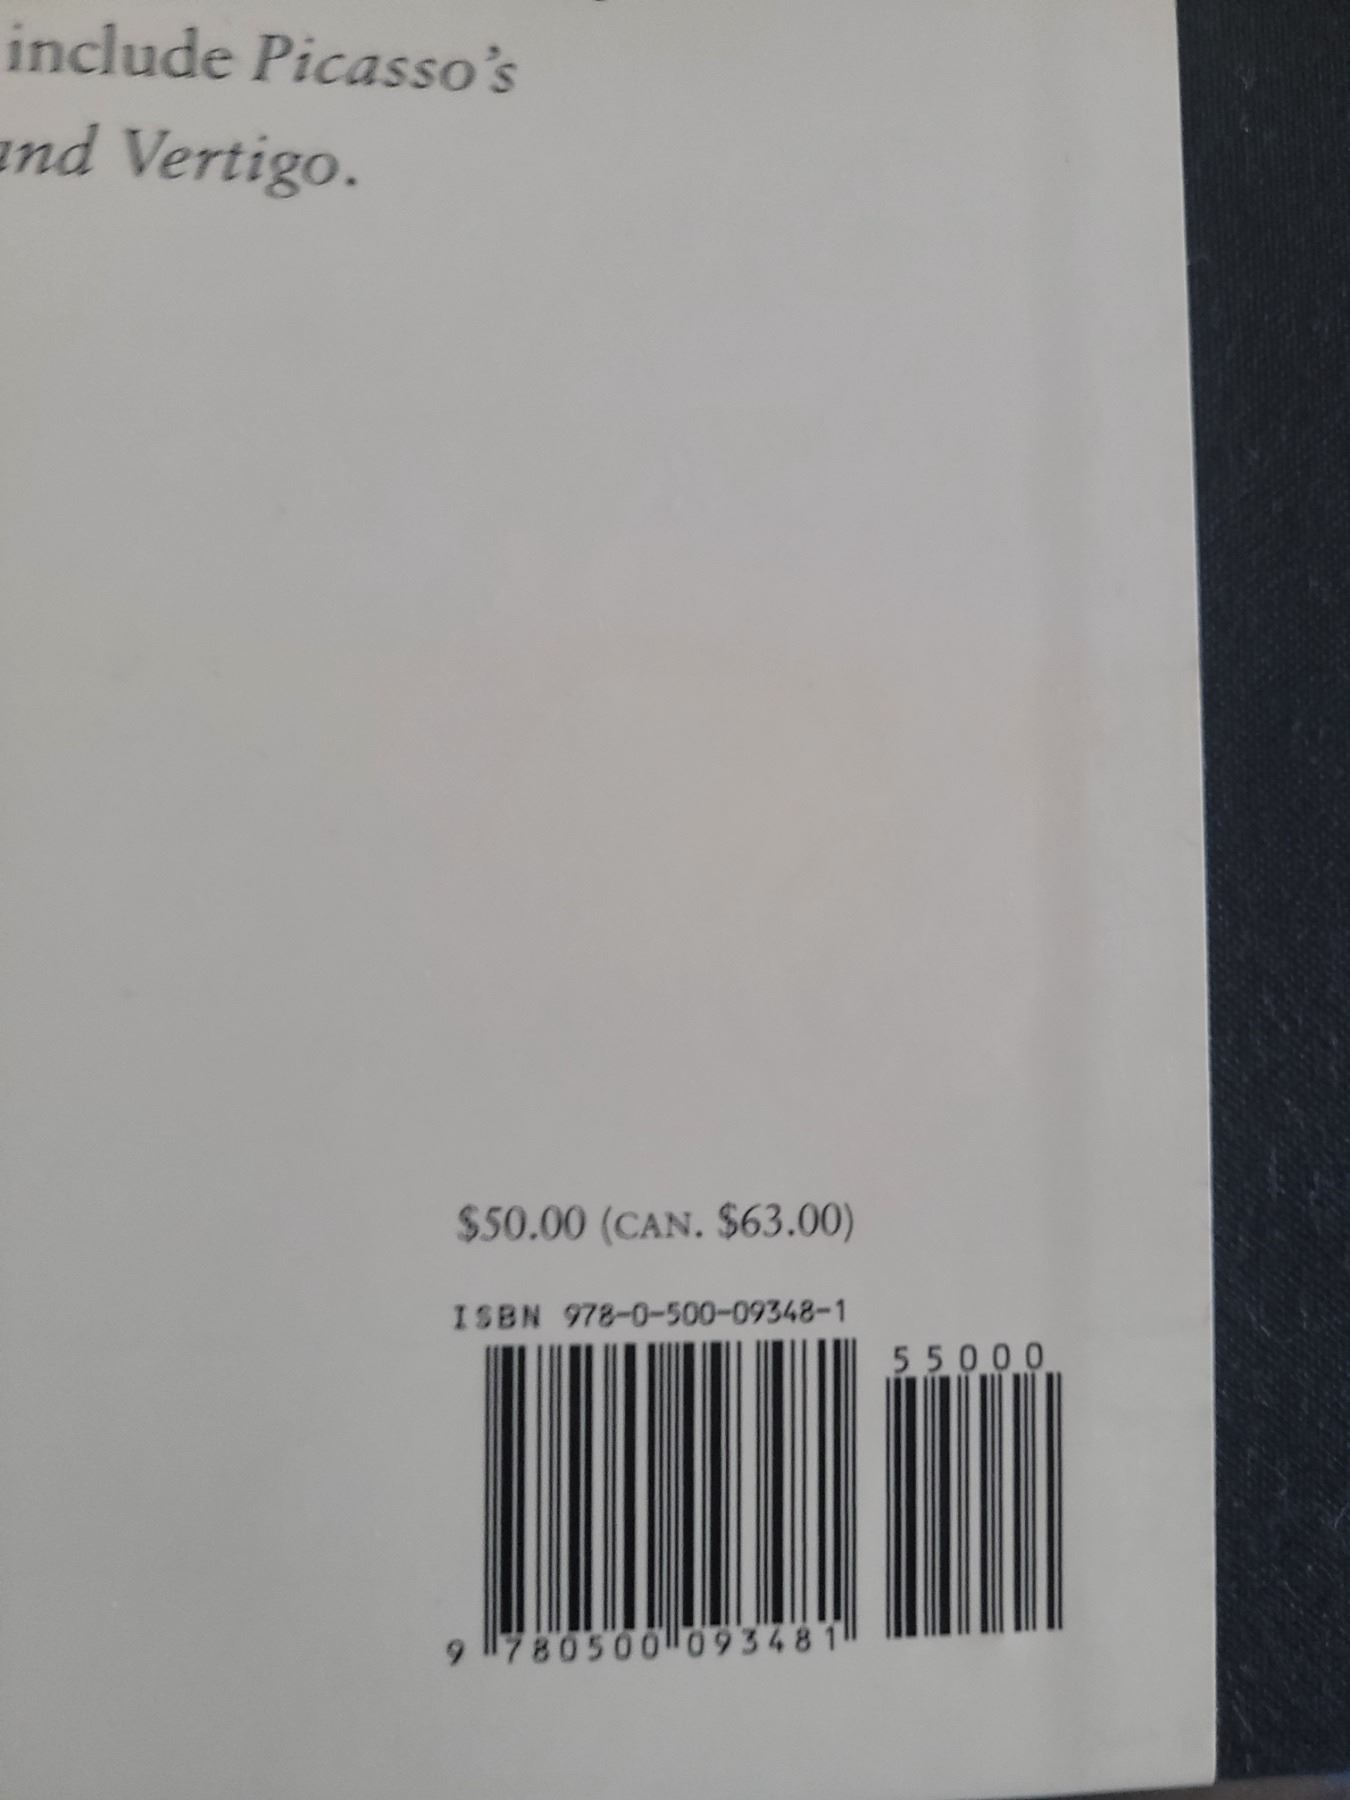 include Picasso's
and Vertigo.
$50.00 (CAN. $63.00)
ISBN 978-0-500-09348-1
55000
9 780500 093481